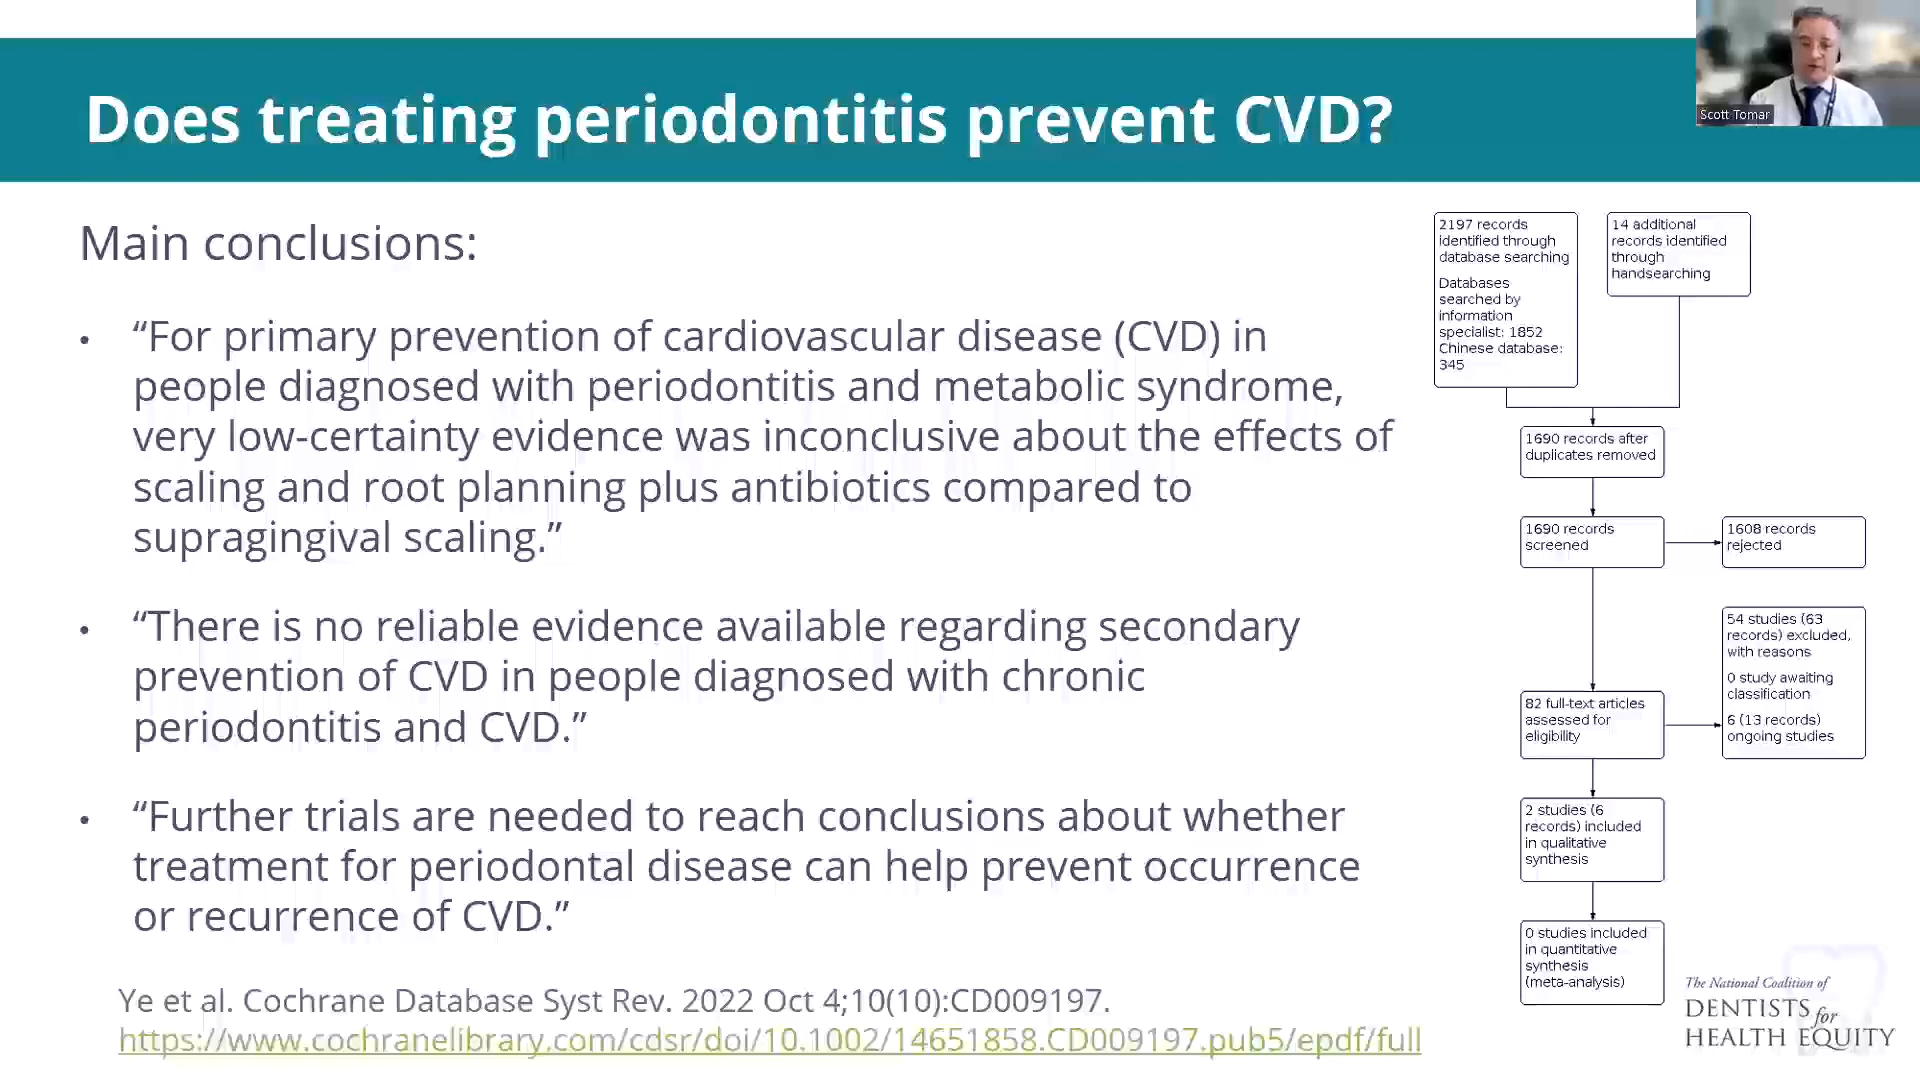 Does treating periodontitis prevent CVD?
Scott Tomar
Main conclusions:
• “For primary prevention of cardiovascular disease (CVD) in
people diagnosed with periodontitis and metabolic syndrome,
very low-certainty evidence was inconclusive about the effects of
scaling and root planning plus antibiotics compared to
supragingival scaling.”
• “There is no reliable evidence available regarding secondary
prevention of CVD in people diagnosed with chronic
periodontitis and CVD.”
• “Further trials are needed to reach conclusions about whether
treatment for periodontal disease can help prevent occurrence
or recurrence of CVD.”
Ye et al. Cochrane Database Syst Rev. 2022 Oct 4;10(10):CD009197.
https://www.cochranelibrary.com/cdsr/doi/10.1002/14651858.CD009197.pub5/epdf/full
2197 records
identified through
database searching
Databases
searched by
information
specialist: 1852
Chinese database:
345
14 additional
records identified
through
handsearching
1690 records after
duplicates removed
1690 records
screened
1608 records
rejected
82 full-text articles
assessed for
eligibility
54 studies (63
records) excluded,
with reasons
0 study awaiting
classification
6 (13 records)
ongoing studies
2 studies (6
records) included
in qualitative
synthesis
0 studies included
in quantitative
synthesis
(meta-analysis)
The National Coalition of
DENTISTS for
HEALTH EQUITY